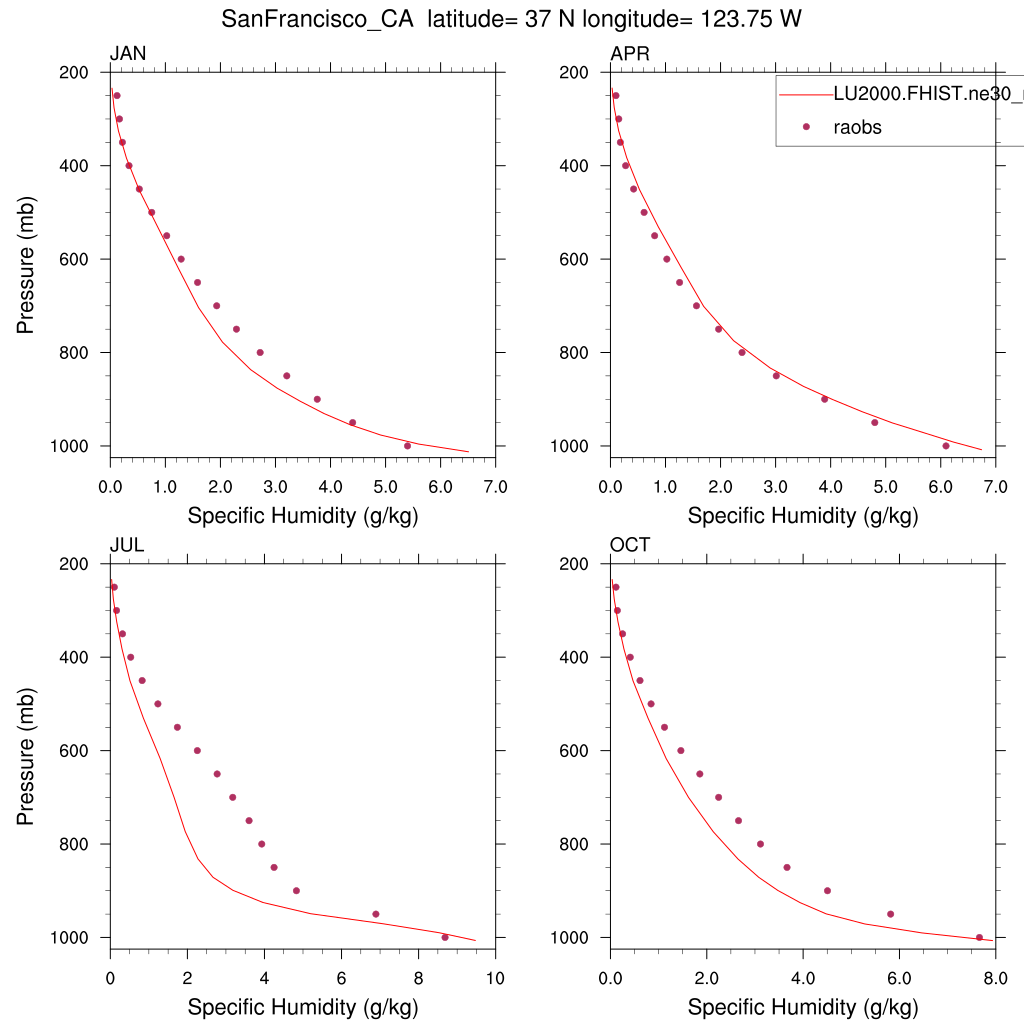 SanFrancisco_CA latitude= 37 N longitude= 123.75 W
JAN
200
400
600
800
1000
Pressure (mb)
0.0 1.0 2.0 3.0 4.0 5.0 6.0 7.0
Specific Humidity (g/kg)
APR
200
400
600
800
1000
LU2000.FHIST.ne30_
raobs
0.0 1.0 2.0 3.0 4.0 5.0 6.0 7.0
Specific Humidity (g/kg)
JUL
200
400
600
800
1000
Pressure (mb)
0 2 4 6 8 10
Specific Humidity (g/kg)
OCT
200
400
600
800
1000
0.0 2.0 4.0 6.0 8.0
Specific Humidity (g/kg)